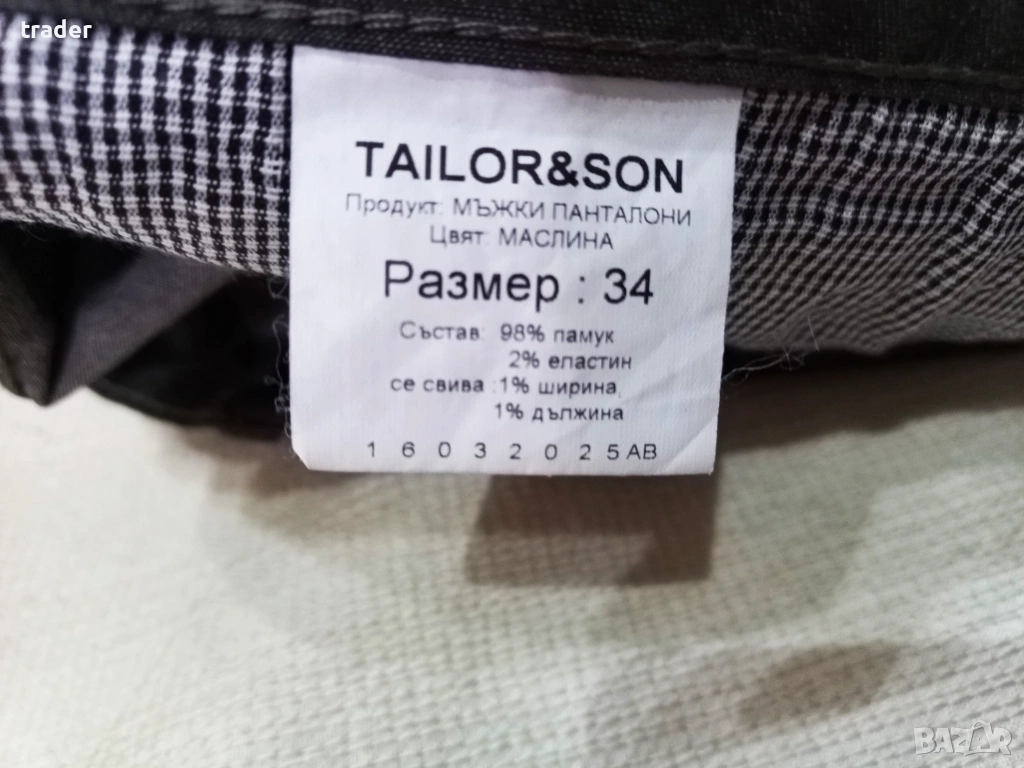 trader
TAILOR&SON
Продукт: МЪЖКИ ПАНТАЛОНИ
Цвят: МАСЛИНА
Размер : 34
Състав: 98% памук
2% еластин
се свива :1% ширина,
1% дължина
1 6 0 3 2 0 2 5 AB
BAZAR